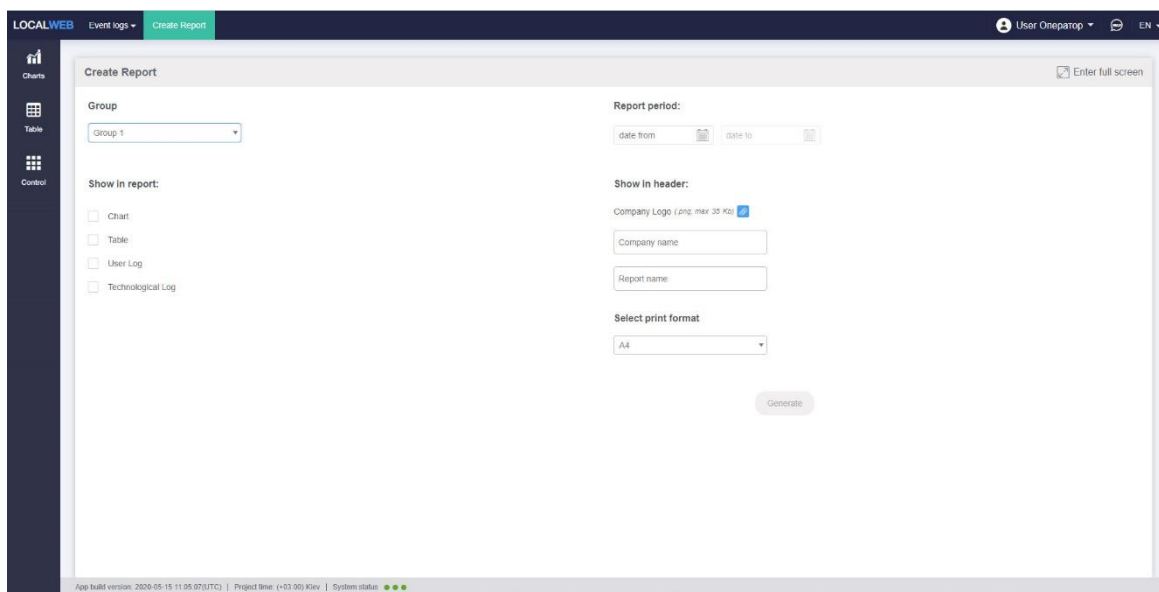 LOCALWEB Event logs Create Report User Оператор EN
Charts
Table
Control
Create Report Enter full screen
Group
Group 1
Show in report:
Chart
Table
User Log
Technological Log
Report period:
date from date to
Show in header:
Company Logo (.png, max 35 Kb)
Company name
Report name
Select print format
A4
Generate
App build version: 2020-05-15 11:05:07(UTC) | Project time: (+03:00) Kiev | System status